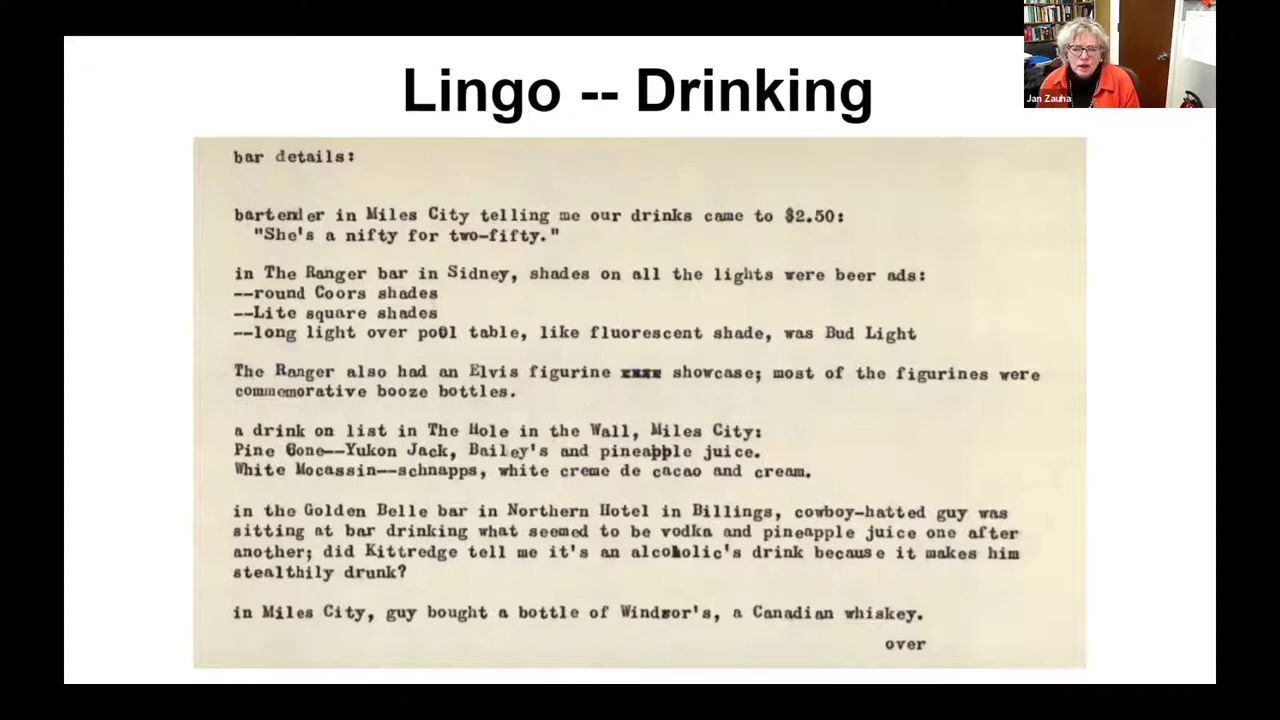 Lingo -- Drinking
Jan Zauha
bar details:
bartender in Miles City telling me our drinks came to $2.50:
"She's a nifty for two-fifty."
in The Ranger bar in Sidney, shades on all the lights were beer ads:
--round Coors shades
--Lite square shades
--long light over pool table, like fluorescent shade, was Bud Light
The Ranger also had an Elvis figurine xxxx showcase; most of the figurines were
commemorative booze bottles.
a drink on list in The Hole in the Wall, Miles City:
Pine Cone--Yukon Jack, Bailey's and pineapple juice.
White Mocassin--schnapps, white creme de cacao and cream.
in the Golden Belle bar in Northern Hotel in Billings, cowboy-hatted guy was
sitting at bar drinking what seemed to be vodka and pineapple juice one after
another; did Kittredge tell me it's an alcoholic's drink because it makes him
stealthily drunk?
in Miles City, guy bought a bottle of Windsor's, a Canadian whiskey.
over